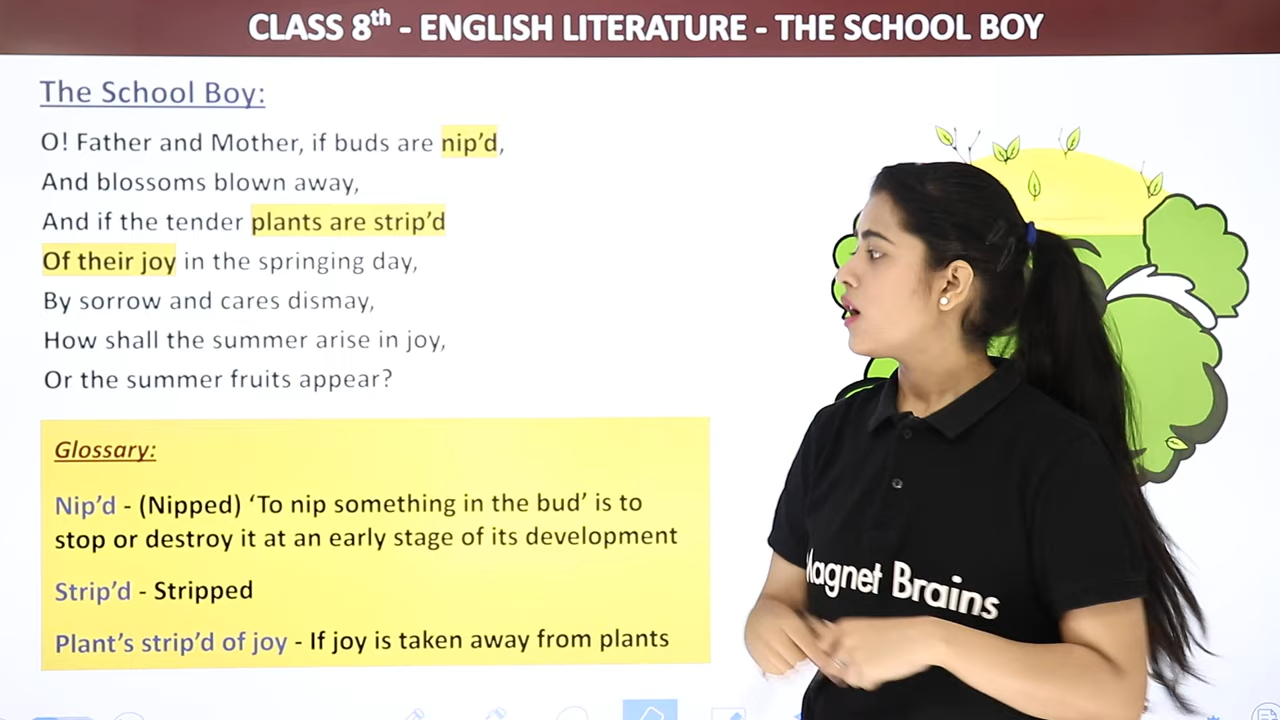 CLASS 8th - ENGLISH LITERATURE - THE SCHOOL BOY
The School Boy:
O! Father and Mother, if buds are nip'd,
And blossoms blown away,
And if the tender plants are strip'd
Of their joy in the springing day,
By sorrow and cares dismay,
How shall the summer arise in joy,
Or the summer fruits appear?
Glossary:
Nip'd - (Nipped) ‘To nip something in the bud’ is to
stop or destroy it at an early stage of its development
Strip'd - Stripped
Plant's strip'd of joy - If joy is taken away from plants
Magnet Brains